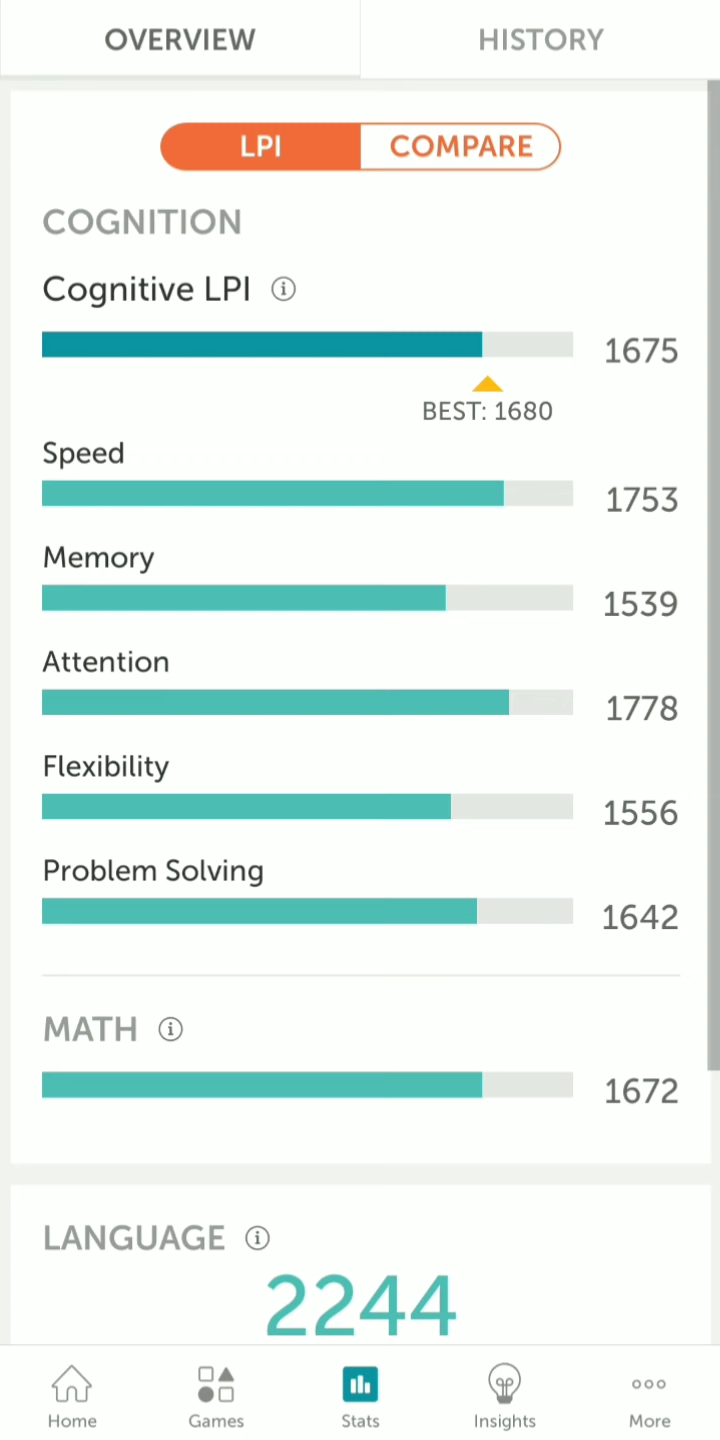 OVERVIEW HISTORY
LPI COMPARE
COGNITION
Cognitive LPI
1675
BEST: 1680
Speed
1753
Memory
1539
Attention
1778
Flexibility
1556
Problem Solving
1642
MATH
1672
LANGUAGE
2244
Home Games Stats Insights More